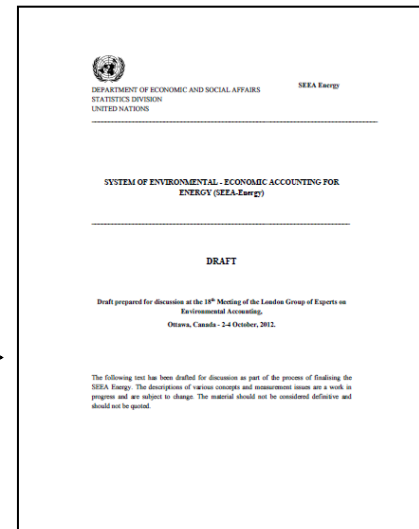 DEPARTMENT OF ECONOMIC AND SOCIAL AFFAIRS
SEEA Energy
STATISTICS DIVISION
UNITED NATIONS
SYSTEM OF ENVIRONMENTAL - ECONOMIC ACCOUNTING FOR
ENERGY (SEEA-Energy)
DRAFT
Draft prepared for discussion at the 18th Meeting of the London Group of Experts on
Environmental Accounting,
Ottawa, Canada - 2-4 October, 2012.
The following text has been drafted for discussion as part of the process of finalising the
SEEA Energy. The descriptions of various concepts and measurement issues are a work in
progress and are subject to change. The material should not be considered definitive and
should not be quoted.